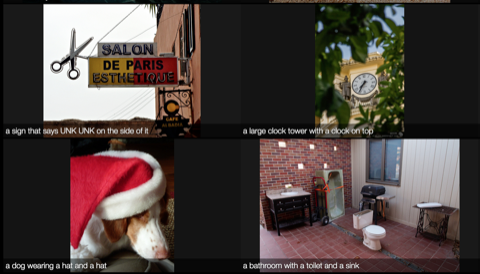 SALON
DE PARIS
ESTHETIQUE
CAFE
a sign that says UNK UNK on the side of it
a large clock tower with a clock on top
a dog wearing a hat and a hat
a bathroom with a toilet and a sink